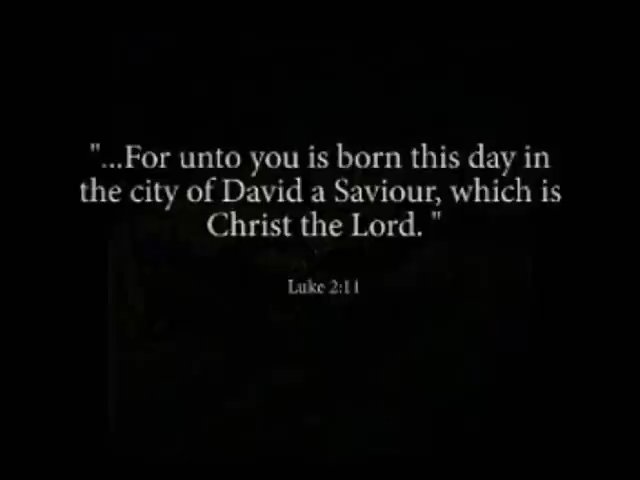 "...For unto you is born this day in
the city of David a Saviour, which is
Christ the Lord. "
Luke 2:11